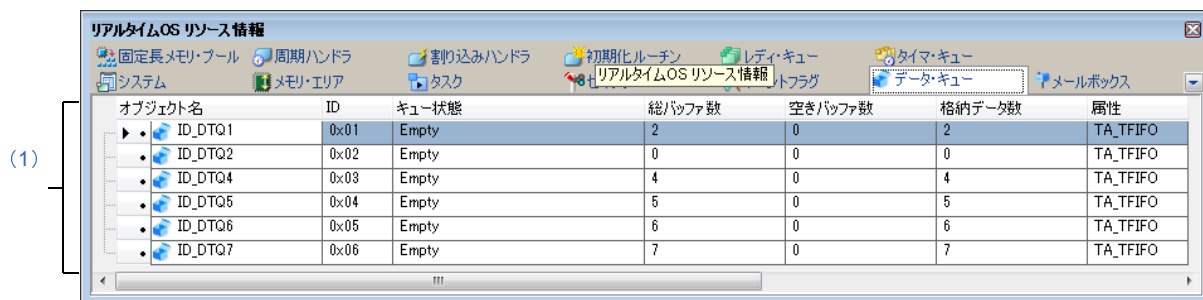 リアルタイムOS リソース情報
固定長メモリ・プール 周期ハンドラ 割り込みハンドラ 初期化ルーチン レディ・キュー タイマ・キュー
システム メモリ・エリア タスク リアルタイムOS リソース情報 データ・キュー メールボックス
(1)
オブジェクト名 ID キュー状態 総バッファ数 空きバッファ数 格納データ数 属性
ID_DTQ1 0x01 Empty 2 0 2 TA_TFIFO
ID_DTQ2 0x02 Empty 0 0 0 TA_TFIFO
ID_DTQ4 0x03 Empty 4 0 4 TA_TFIFO
ID_DTQ5 0x04 Empty 5 0 5 TA_TFIFO
ID_DTQ6 0x05 Empty 6 0 6 TA_TFIFO
ID_DTQ7 0x06 Empty 7 0 7 TA_TFIFO